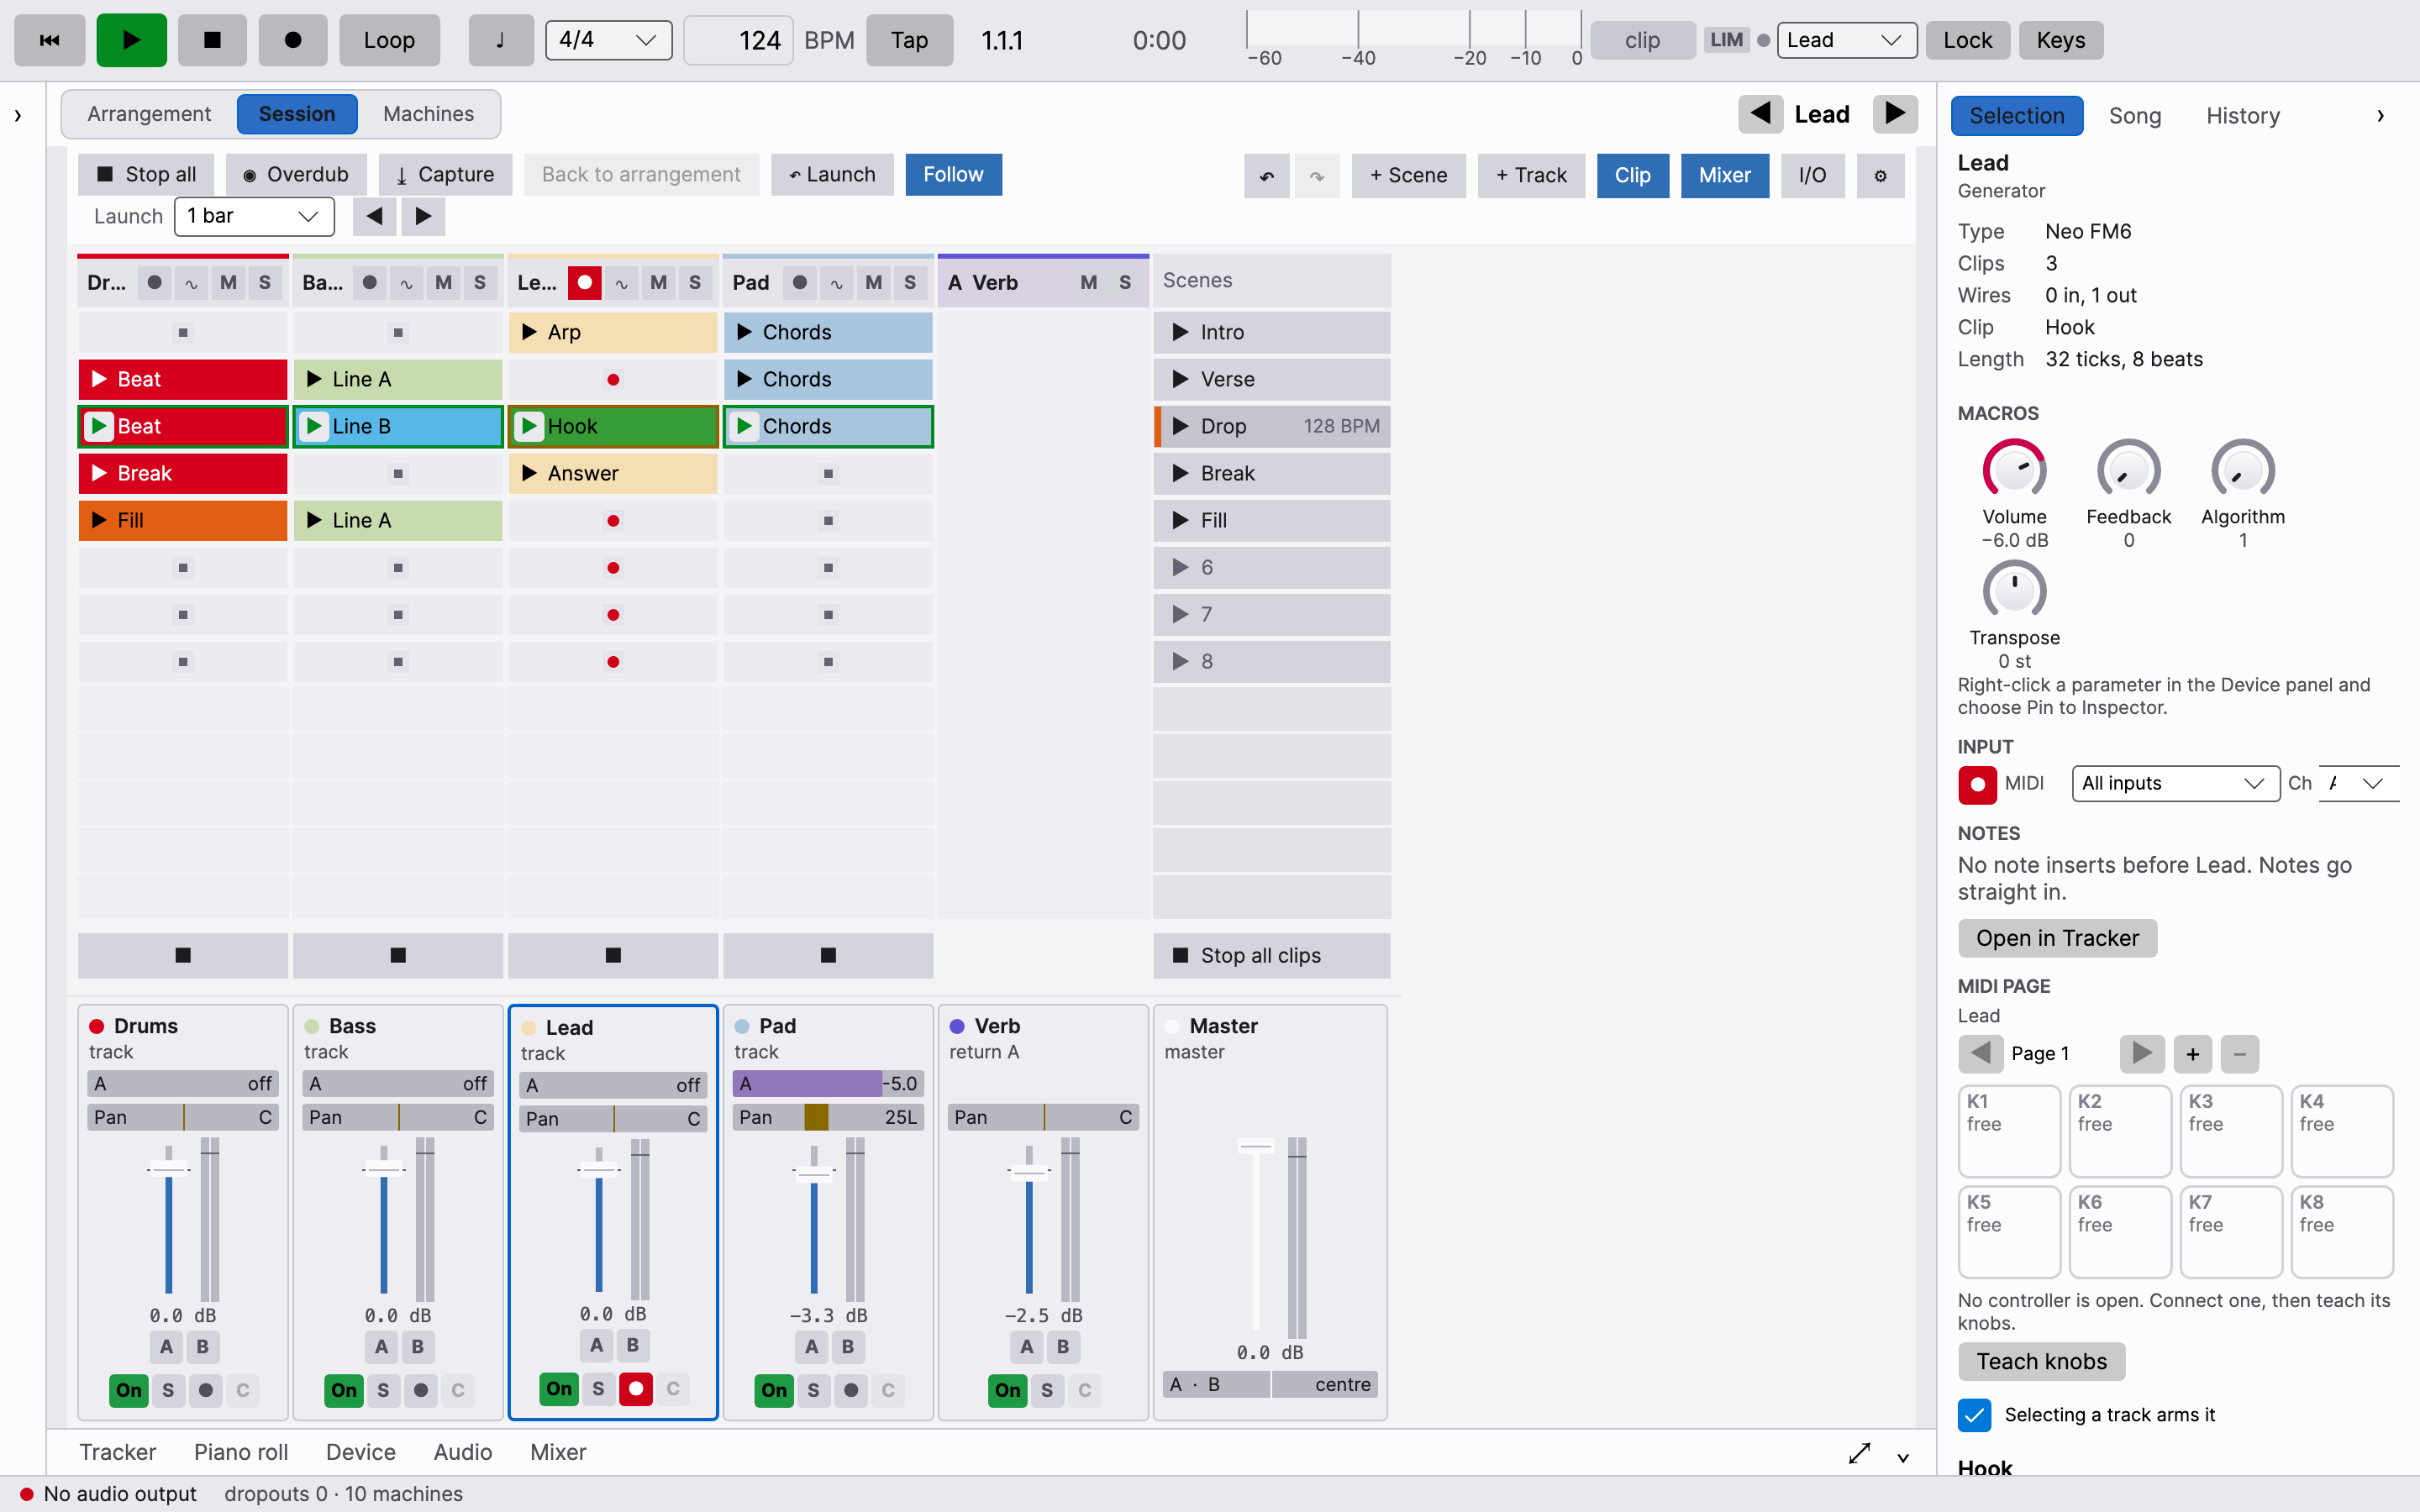 Loop 4/4 124 BPM Tap 1.1.1 0:00 −60 −40 −20 −10 0 clip LIM Lead Lock Keys
Arrangement Session Machines Lead
Stop all Overdub Capture Back to arrangement Launch Follow + Scene + Track Clip Mixer I/O
Launch 1 bar
Dr... M S Ba... M S Le... M S Pad M S A Verb M S Scenes
Arp Chords Intro
Beat Line A Chords Verse
Beat Line B Hook Chords Drop 128 BPM
Break Answer Break
Fill Line A Fill
6
7
8
Stop all clips
Drums Bass Lead Pad Verb Master
track track track track return A master
A off A off A off A -5.0
Pan C Pan C Pan C Pan 25L Pan C
0.0 dB 0.0 dB 0.0 dB −3.3 dB −2.5 dB 0.0 dB
A B A B A B A B A B
On S C On S C On S C On S C On S C A · B centre
Tracker Piano roll Device Audio Mixer
No audio output dropouts 0 · 10 machines
Selection Song History
Lead
Generator
Type Neo FM6
Clips 3
Wires 0 in, 1 out
Clip Hook
Length 32 ticks, 8 beats
MACROS
Volume Feedback Algorithm
−6.0 dB 0 1
Transpose
0 st
Right-click a parameter in the Device panel and
choose Pin to Inspector.
INPUT
MIDI All inputs Ch
NOTES
No note inserts before Lead. Notes go
straight in.
Open in Tracker
MIDI PAGE
Lead
Page 1 + −
K1 K2 K3 K4
free free free free
K5 K6 K7 K8
free free free free
No controller is open. Connect one, then teach its
knobs.
Teach knobs
Selecting a track arms it
Hook